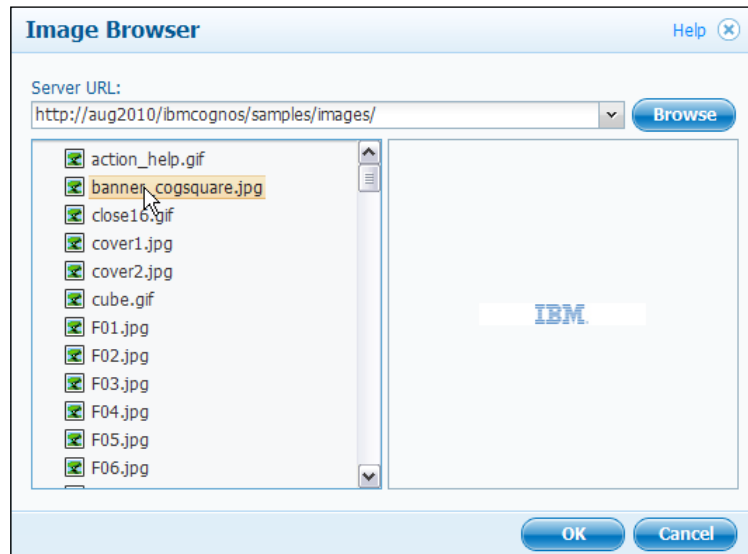 Image Browser
Help
Server URL:
http://aug2010/ibmcognos/samples/images/
Browse
action_help.gif
banner_cogsquare.jpg
close16.gif
cover1.jpg
cover2.jpg
cube.gif
F01.jpg
F02.jpg
F03.jpg
F04.jpg
F05.jpg
F06.jpg
IBM.
OK
Cancel